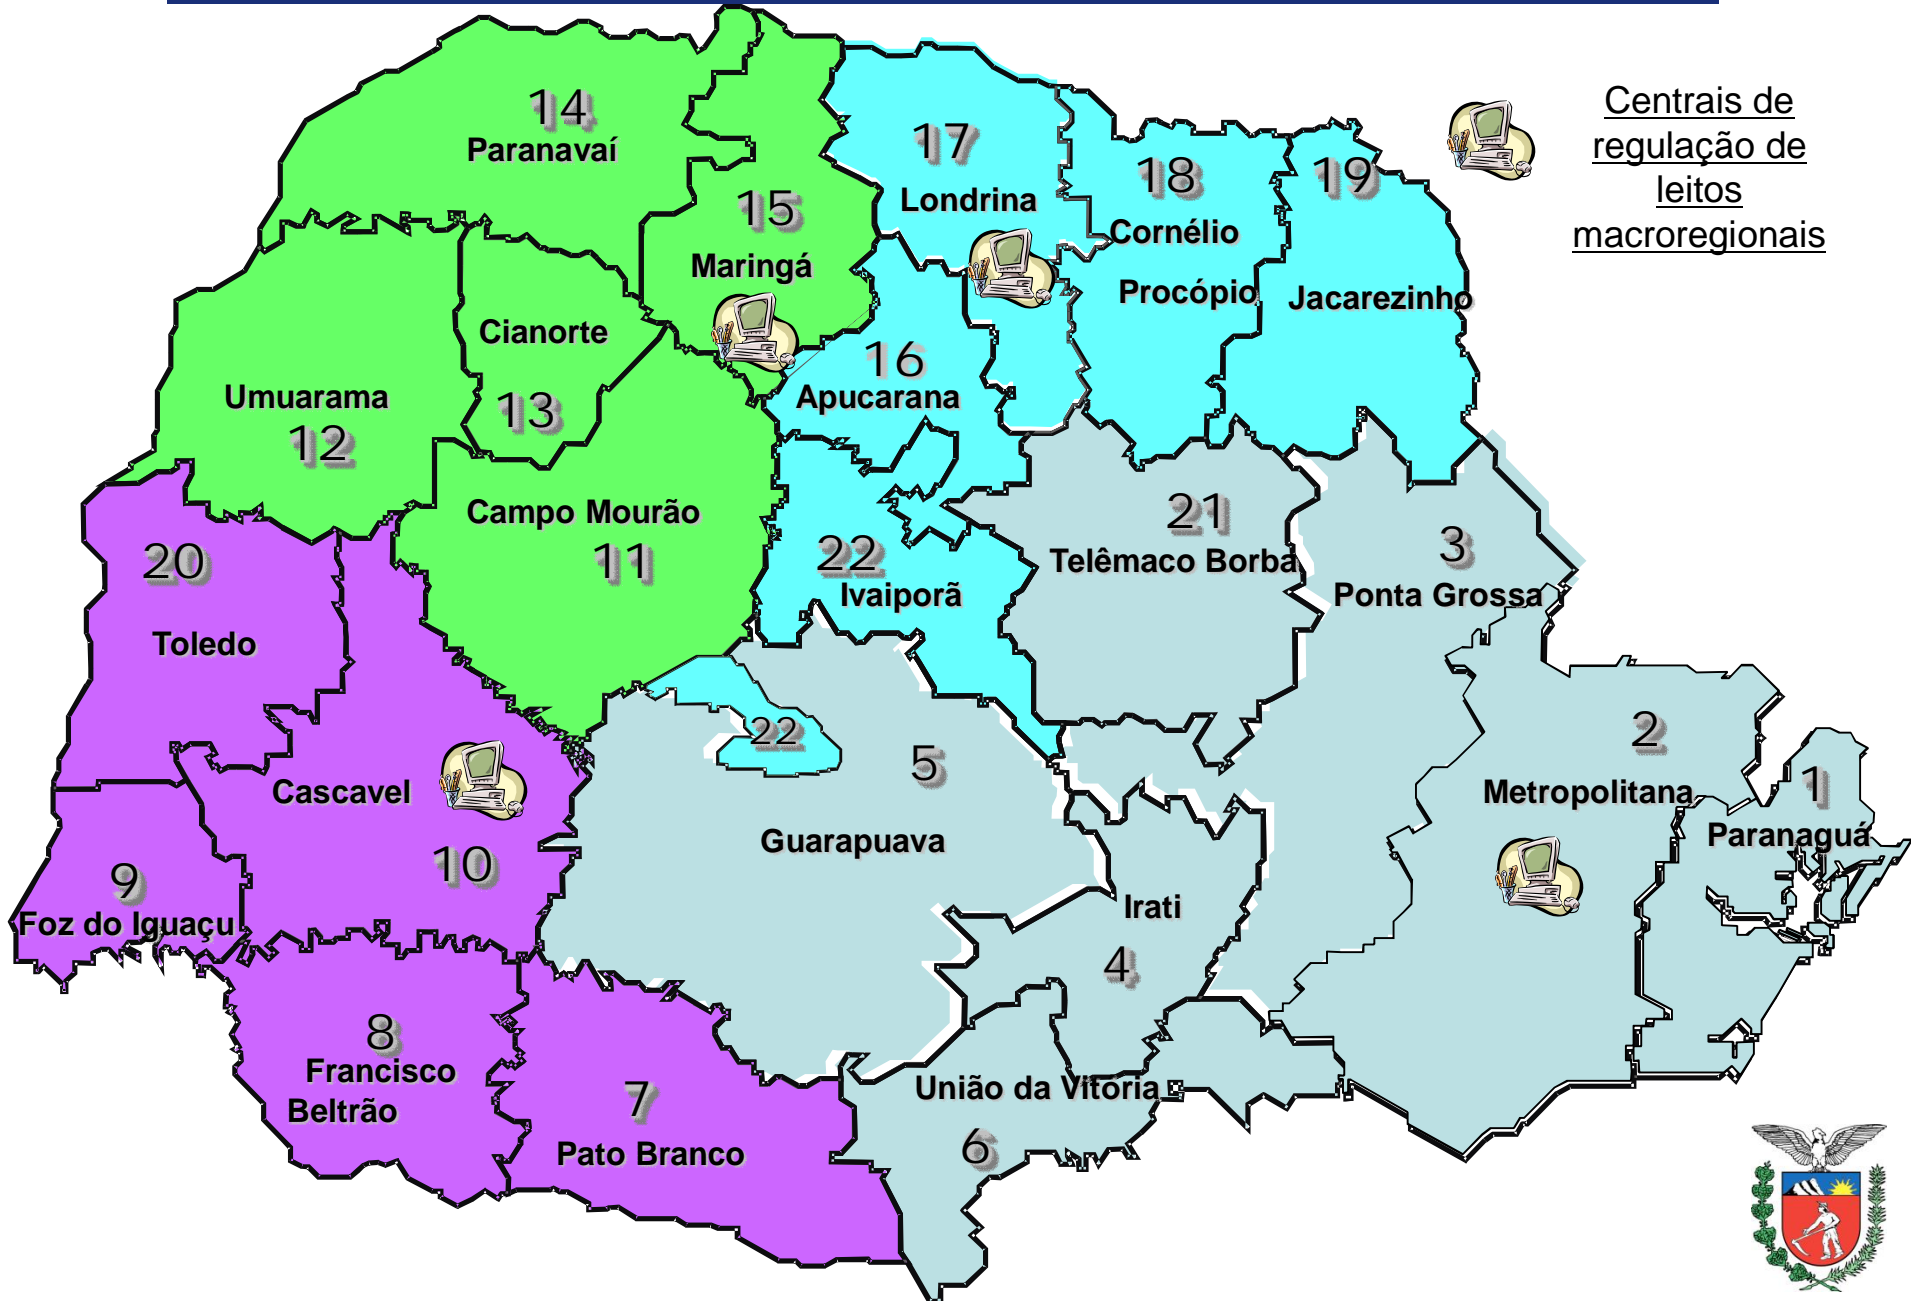 Centrais de
regulação de
leitos
macroregionais
14
Paranavaí
15
Maringá
17
Londrina
18
Cornélio
Procópio
19
Jacarezinho
Cianorte
13
Umuarama
12
16
Apucarana
Campo Mourão
11
20
Toledo
22
Ivaiporã
21
Telêmaco Borba
3
Ponta Grossa
22
5
Guarapuava
2
Metropolitana
1
Paranaguá
Cascavel
10
9
Foz do Iguaçu
Irati
4
8
Francisco
Beltrão
7
Pato Branco
União da Vitória
6